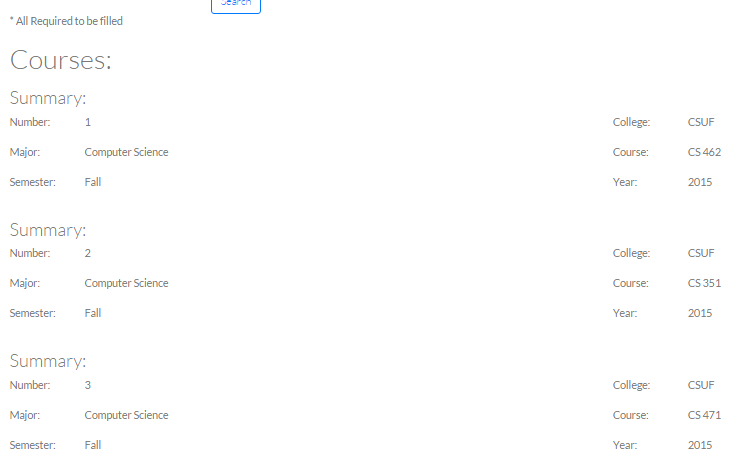 Search
* All Required to be filled
Courses:
Summary:
Number: 1 College: CSUF
Major: Computer Science Course: CS 462
Semester: Fall Year: 2015
Summary:
Number: 2 College: CSUF
Major: Computer Science Course: CS 351
Semester: Fall Year: 2015
Summary:
Number: 3 College: CSUF
Major: Computer Science Course: CS 471
Semester: Fall Year: 2015